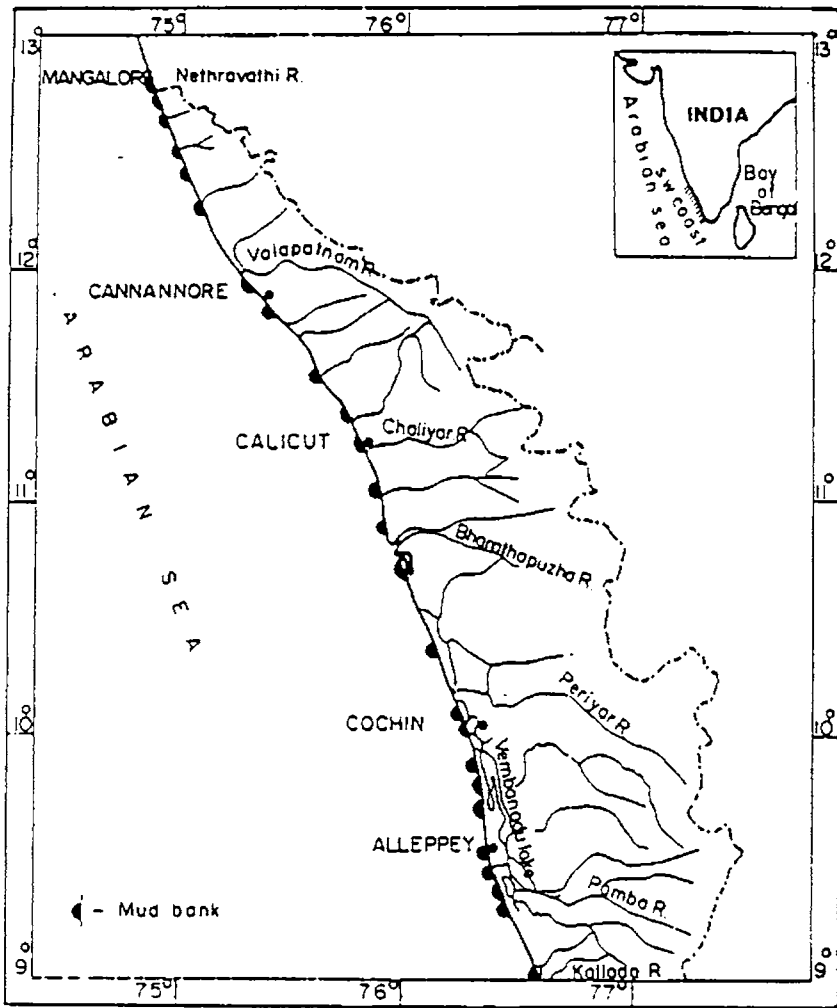 75° 76° 77°
13° 13°
MANGALORE Nethravathi R.
INDIA
Arabian sea
SW coast
Bay of Bengal
12° 12°
Valapatnam R
CANNANNORE
ARABIAN SEA
Chaliyar R
CALICUT
11° 11°
Bharathapuzha R.
Periyar R
10° 10°
COCHIN
Vembanadu lake
ALLEPPEY
Pamba R.
- Mud bank
9° 9°
Kallada R
75° 76° 77°